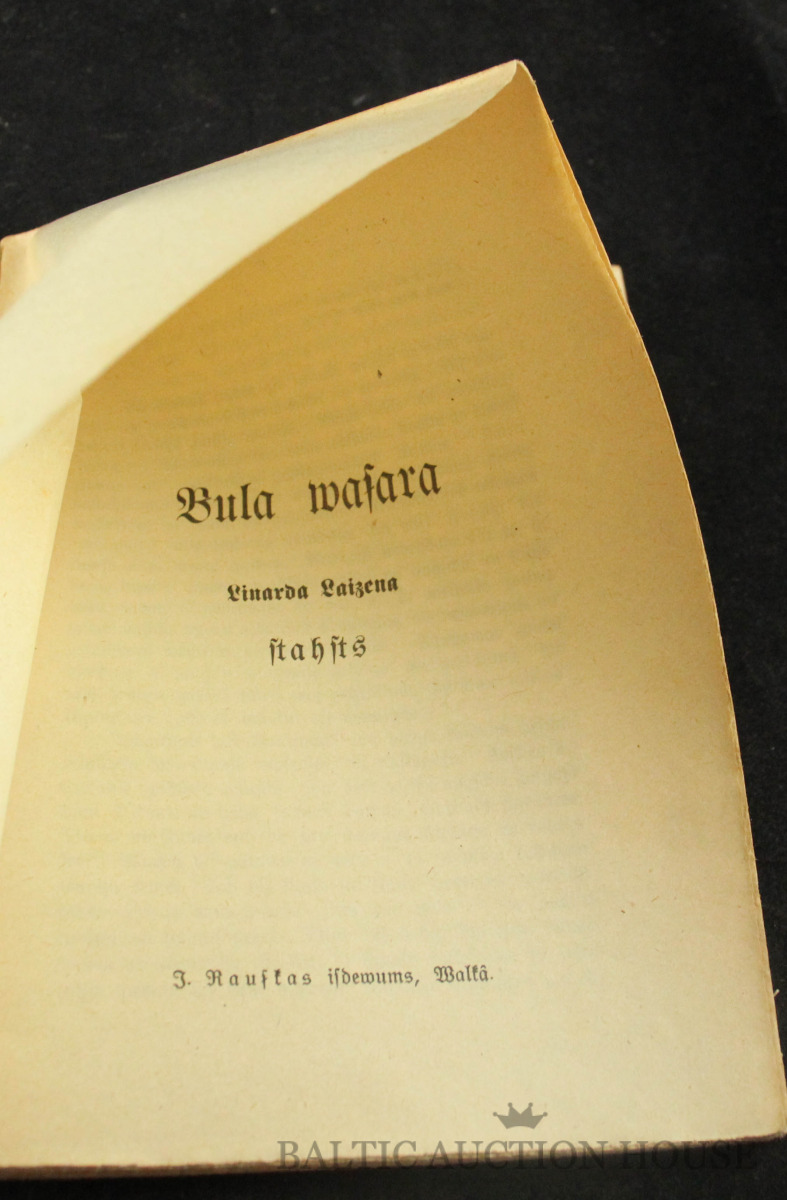 Bula waſara
Linarda Laizena
ſtahſts
J. Rauſkas iſdewums, Walkâ.
BALTIC AUCTION HOUSE